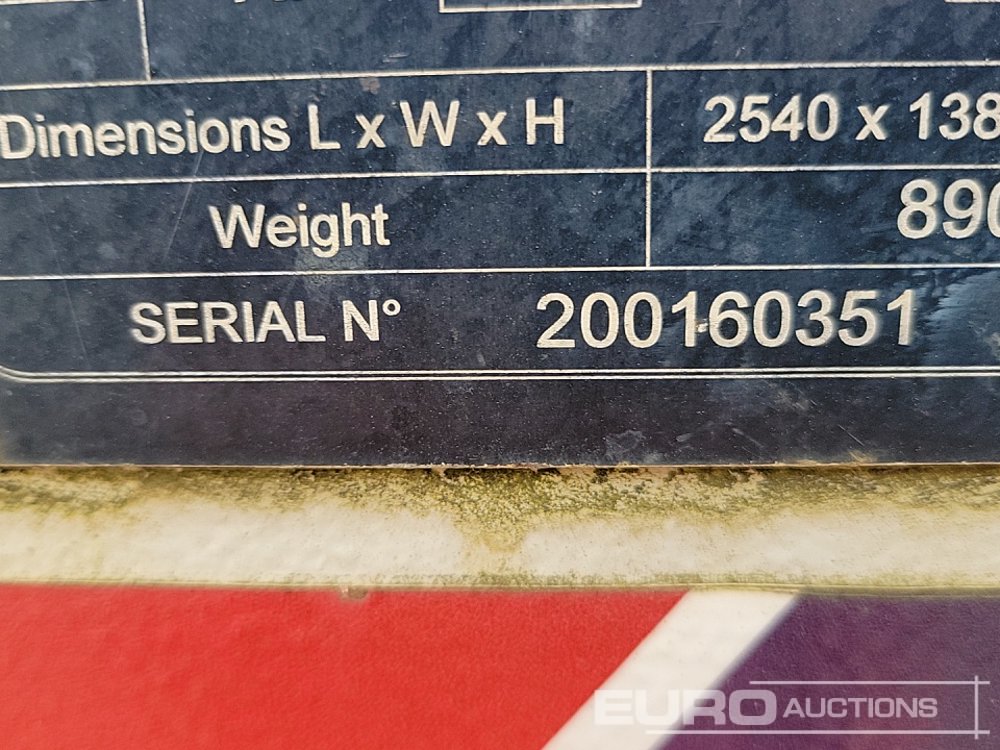 Dimensions L x W x H 2540 x 138
Weight 890
SERIAL N° 200160351
EURO AUCTIONS